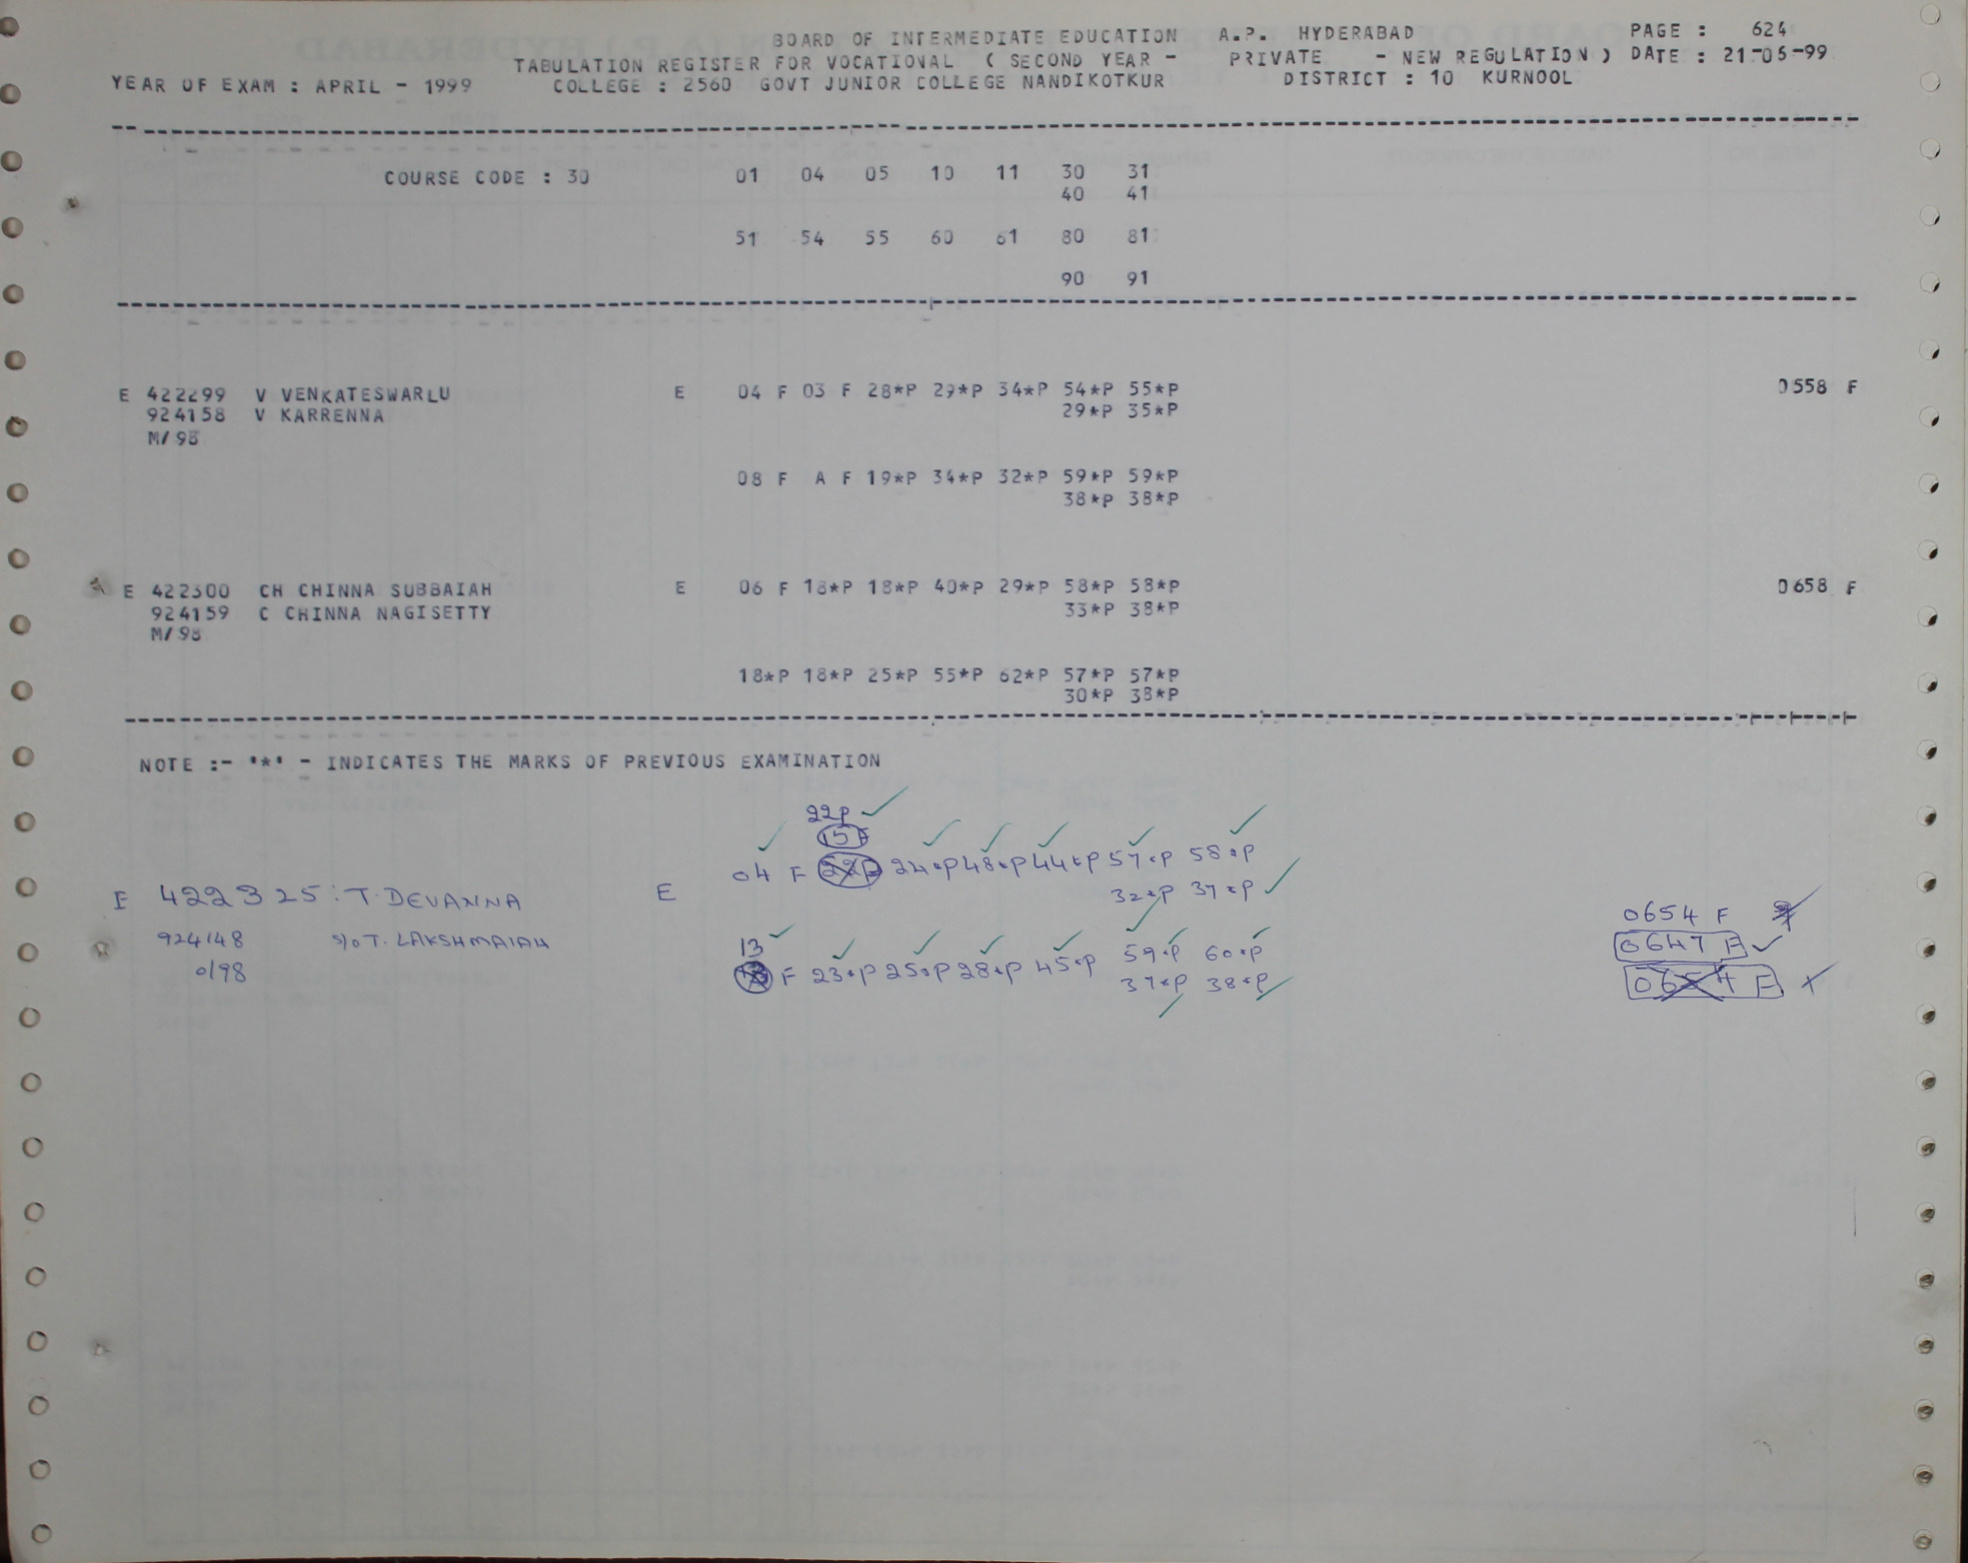 BOARD OF INTERMEDIATE EDUCATION A.P. HYDERABAD PAGE : 624
TABULATION REGISTER FOR VOCATIONAL ( SECOND YEAR - PRIVATE - NEW REGULATION ) DATE : 21-05-99
YEAR OF EXAM : APRIL - 1999 COLLEGE : 2560 GOVT JUNIOR COLLEGE NANDIKOTKUR DISTRICT : 10 KURNOOL
COURSE CODE : 30 01 04 05 10 11 30 31
40 41
51 54 55 60 61 80 81
90 91
E 422299 V VENKATESWARLU E 04 F 03 F 28*P 29*P 34*P 54*P 55*P 0558 F
924158 V KARRENNA 29*P 35*P
M/98
08 F A F 19*P 34*P 32*P 59*P 59*P
38*P 38*P
E 422300 CH CHINNA SUBBAIAH E 06 F 18*P 18*P 40*P 29*P 58*P 58*P 0658 F
924159 C CHINNA NAGISETTY 33*P 38*P
M/98
18*P 18*P 25*P 55*P 62*P 57*P 57*P
30*P 38*P
NOTE :- '*' - INDICATES THE MARKS OF PREVIOUS EXAMINATION
22P
15F
04 F 22P 24*P 48*P 44*P 57*P 58*P
E 422325: T. DEVANNA E 32*P 37*P
0654 F
924148 S/o T. LAKSHMAIAH 13 59*P 60*P 0647 F
0/98 F 23*P 25*P 28*P 45*P 37*P 38*P 0654 F